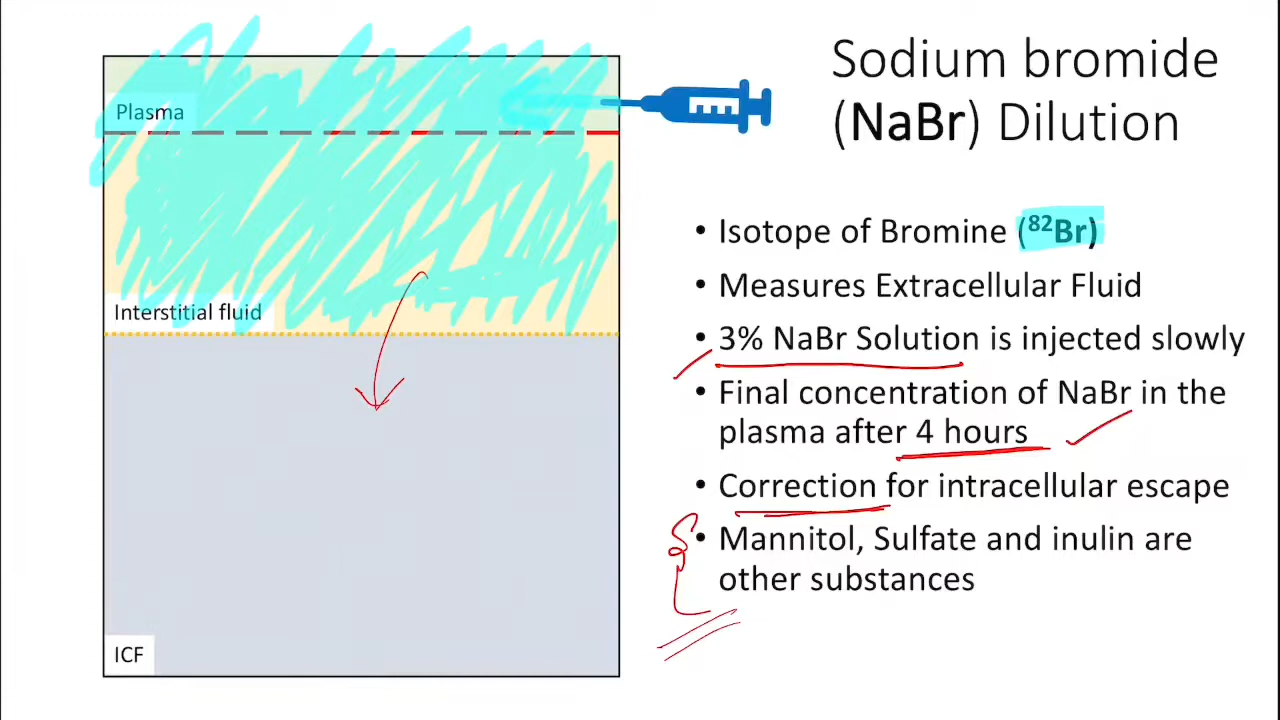 Sodium bromide
(NaBr) Dilution
Plasma
Interstitial fluid
ICF
• Isotope of Bromine (⁸²Br)
• Measures Extracellular Fluid
• 3% NaBr Solution is injected slowly
• Final concentration of NaBr in the
plasma after 4 hours
• Correction for intracellular escape
• Mannitol, Sulfate and inulin are
other substances